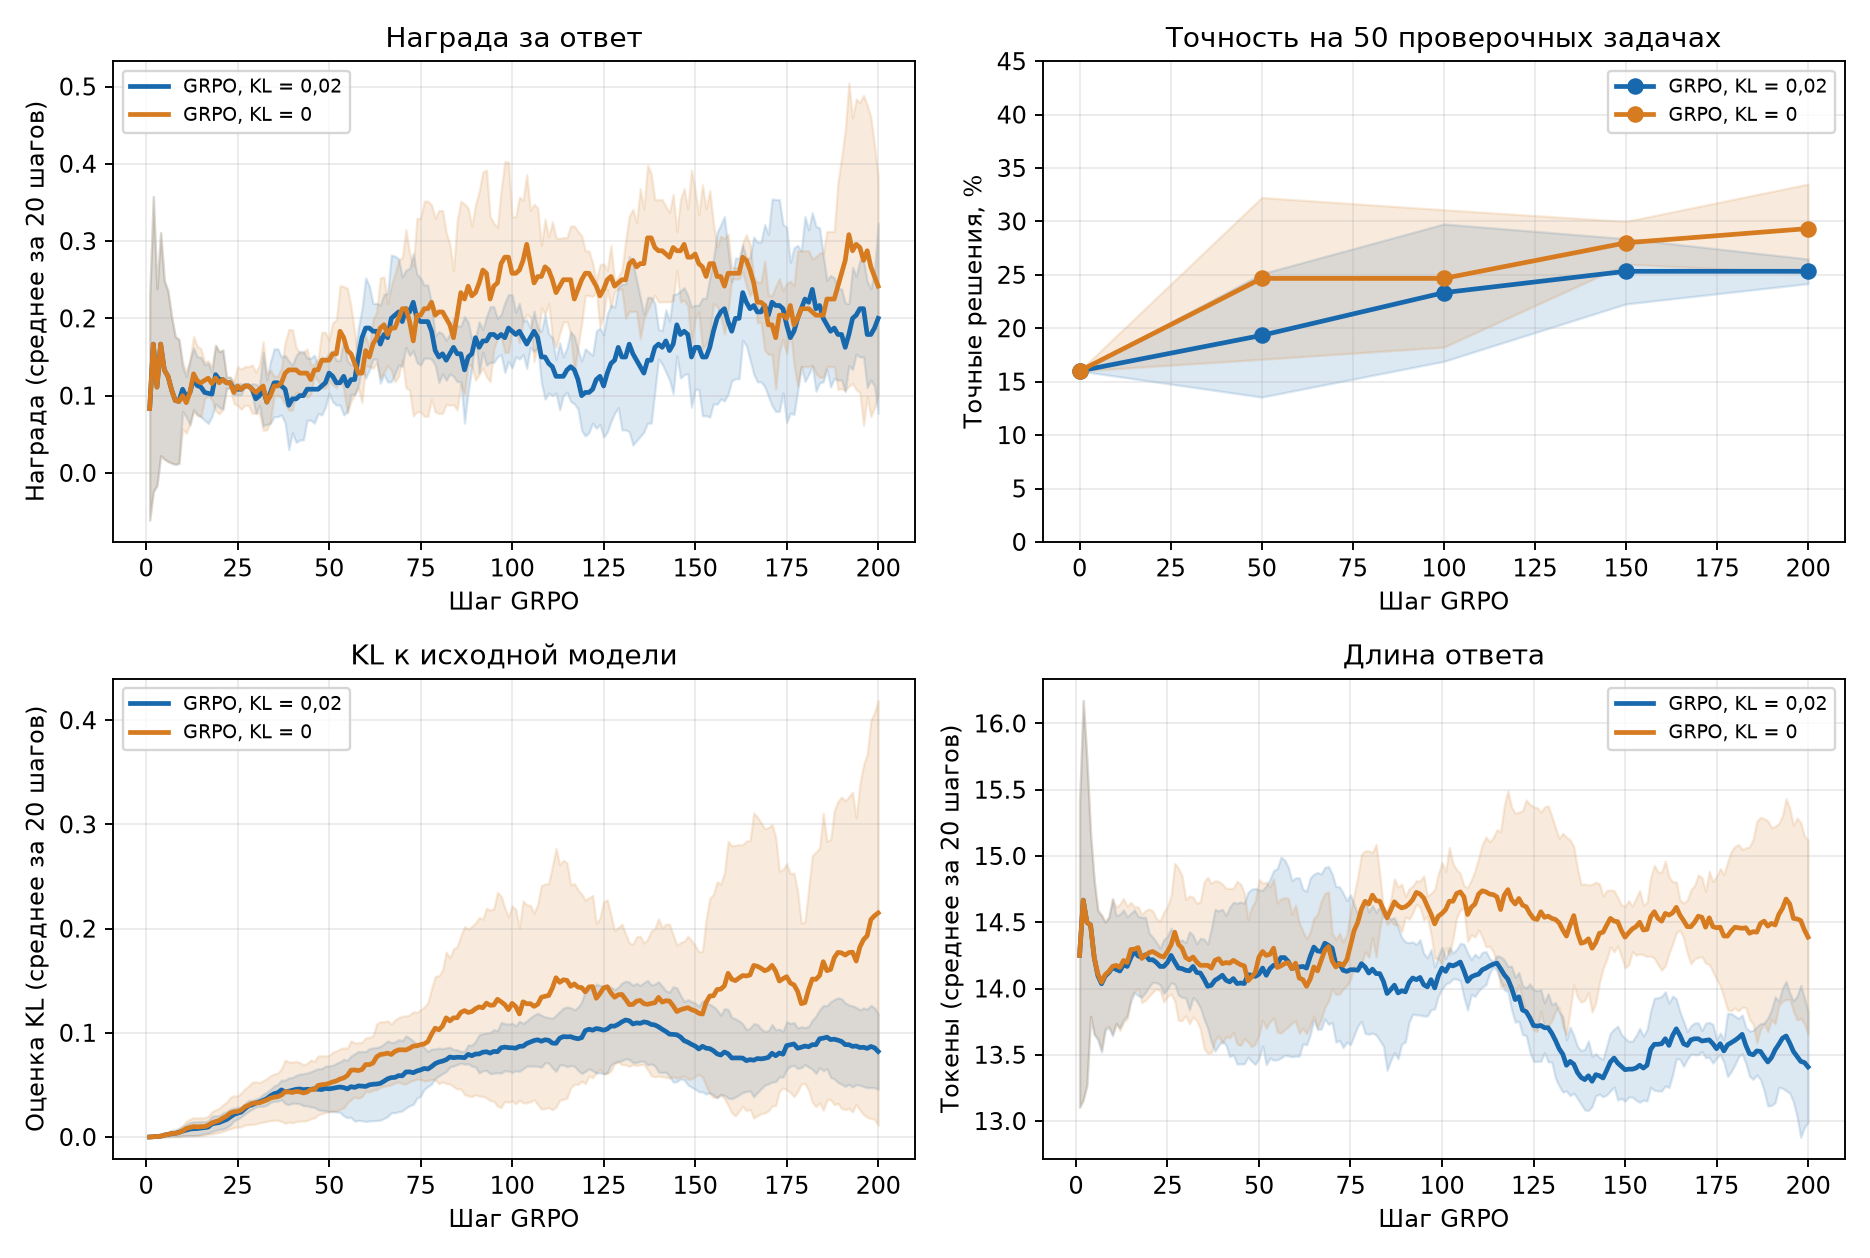 Награда за ответ
Награда (среднее за 20 шагов)
GRPO, KL = 0,02
GRPO, KL = 0
0.5
0.4
0.3
0.2
0.1
0.0
0 25 50 75 100 125 150 175 200
Шаг GRPO
Точность на 50 проверочных задачах
Точные решения, %
GRPO, KL = 0,02
GRPO, KL = 0
45
40
35
30
25
20
15
10
5
0
0 25 50 75 100 125 150 175 200
Шаг GRPO
KL к исходной модели
Оценка KL (среднее за 20 шагов)
GRPO, KL = 0,02
GRPO, KL = 0
0.4
0.3
0.2
0.1
0.0
0 25 50 75 100 125 150 175 200
Шаг GRPO
Длина ответа
Токены (среднее за 20 шагов)
GRPO, KL = 0,02
GRPO, KL = 0
16.0
15.5
15.0
14.5
14.0
13.5
13.0
0 25 50 75 100 125 150 175 200
Шаг GRPO